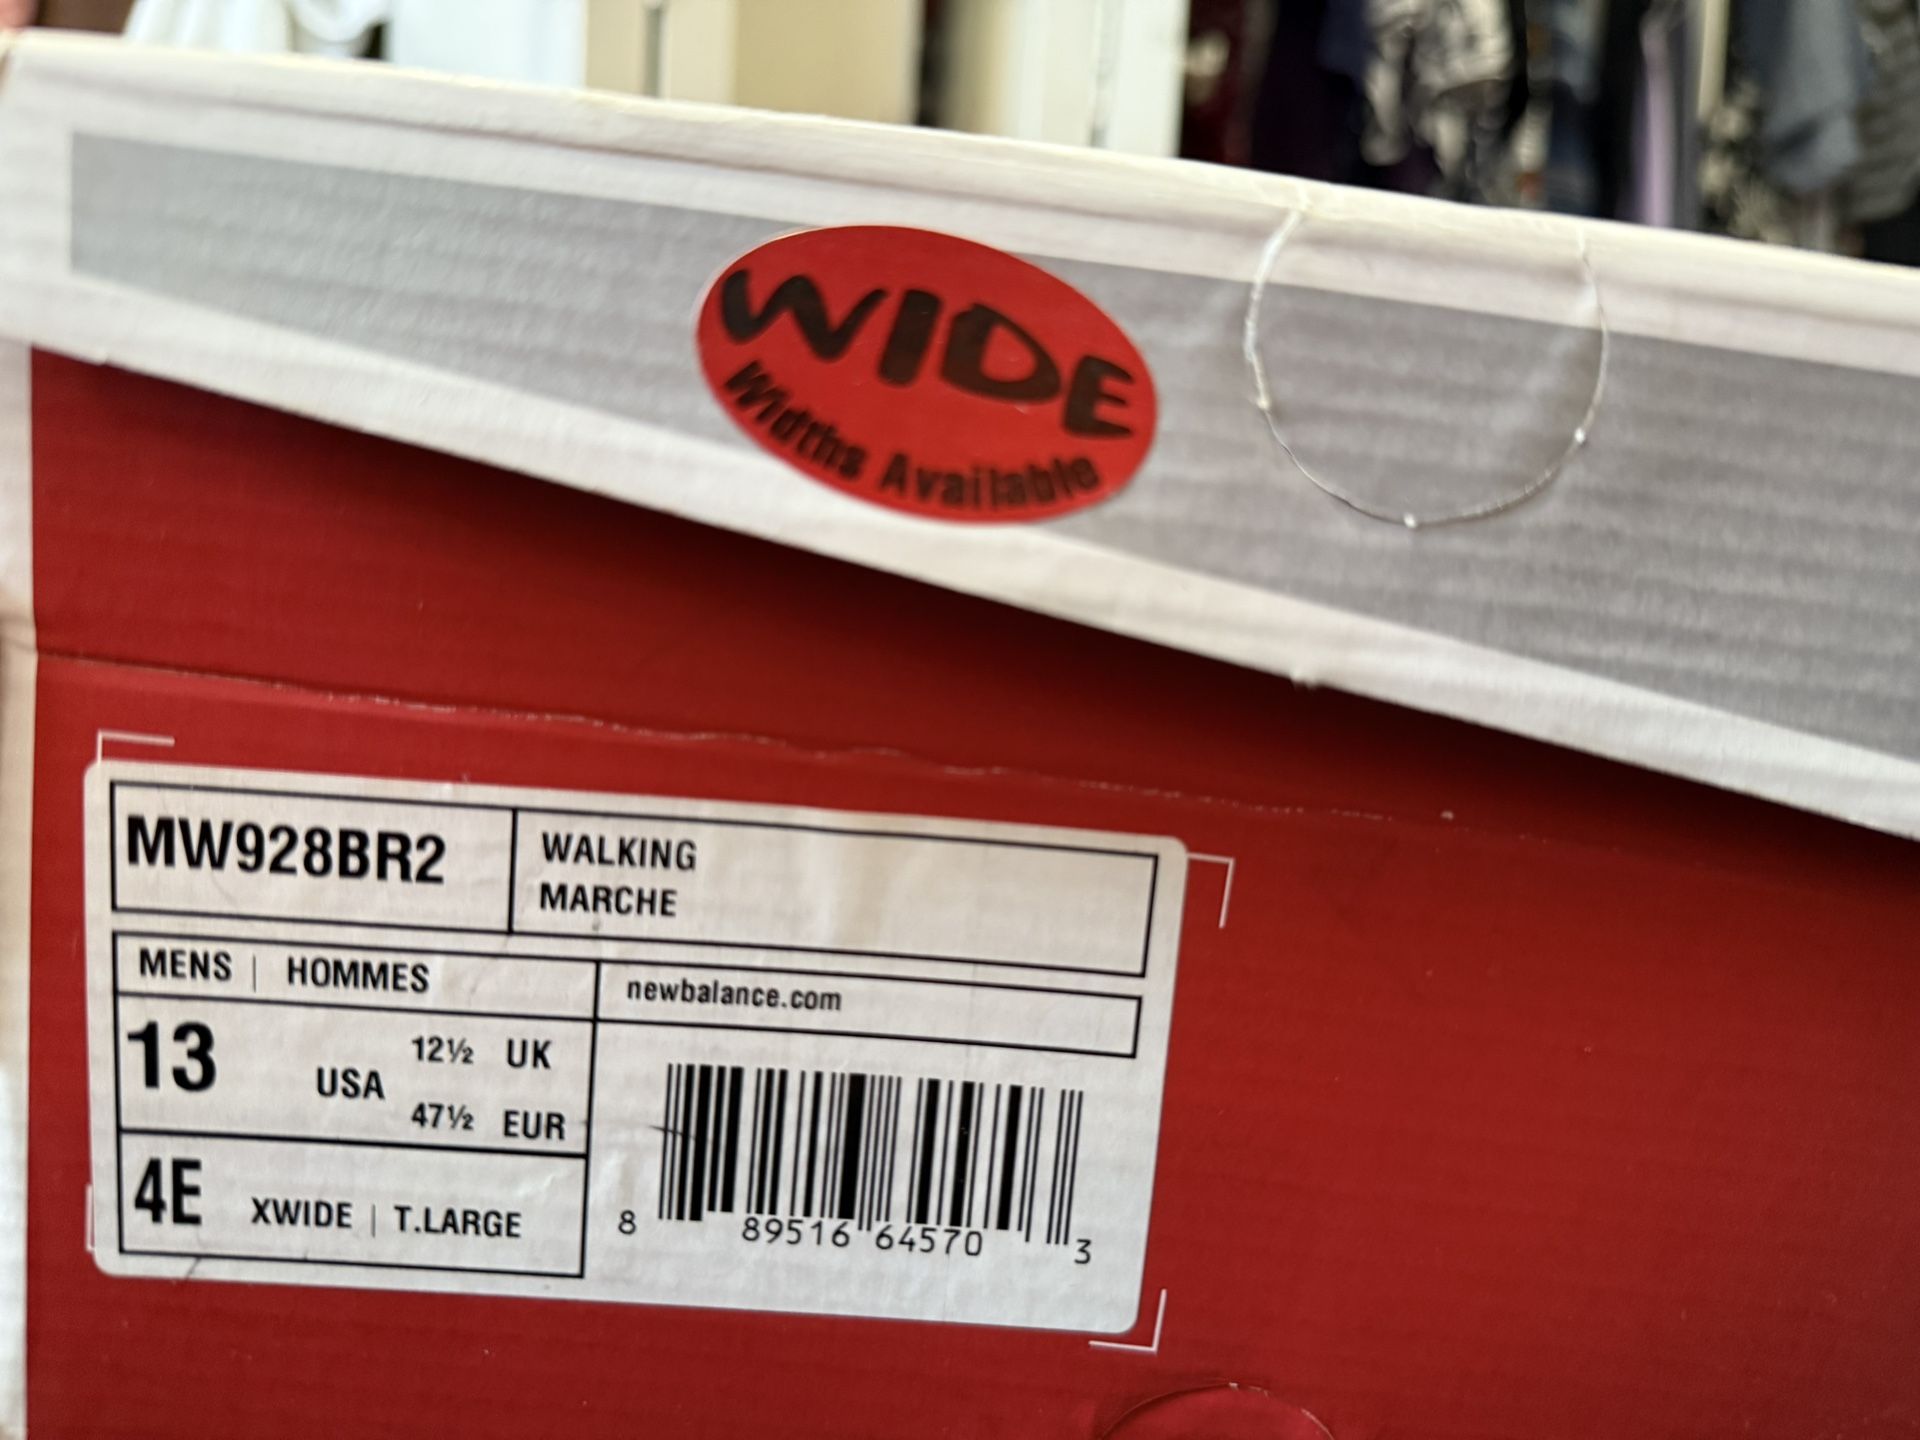 WIDE
Widths Available
MW928BR2
WALKING
MARCHE
MENS | HOMMES
newbalance.com
13 USA
12½ UK
47½ EUR
4E XWIDE | T.LARGE
8 89516 64570 3